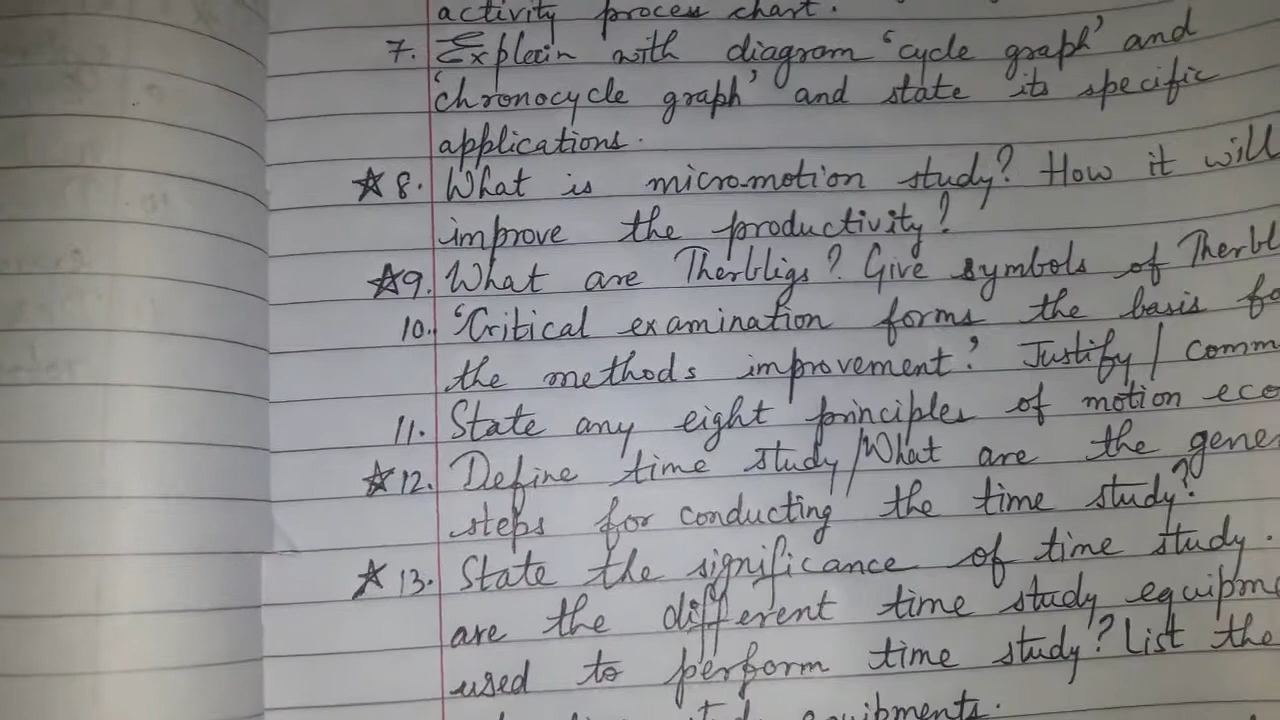 activity process chart.
7. Explain with diagram 'cycle graph' and
'chronocycle graph' and state its specific
applications.
☆ 8. What is micromotion study? How it will
improve the productivity?
☆ 9. What are Therbligs? Give symbols of Therbl
10. 'Critical examination forms the basis fo
the methods improvement.' Justify / comm
11. State any eight principles of motion eco
☆ 12. Define time study/What are the gene
steps for conducting the time study?
☆ 13. State the significance of time study.
are the different time study equipme
used to perform time study? List the
equipments.